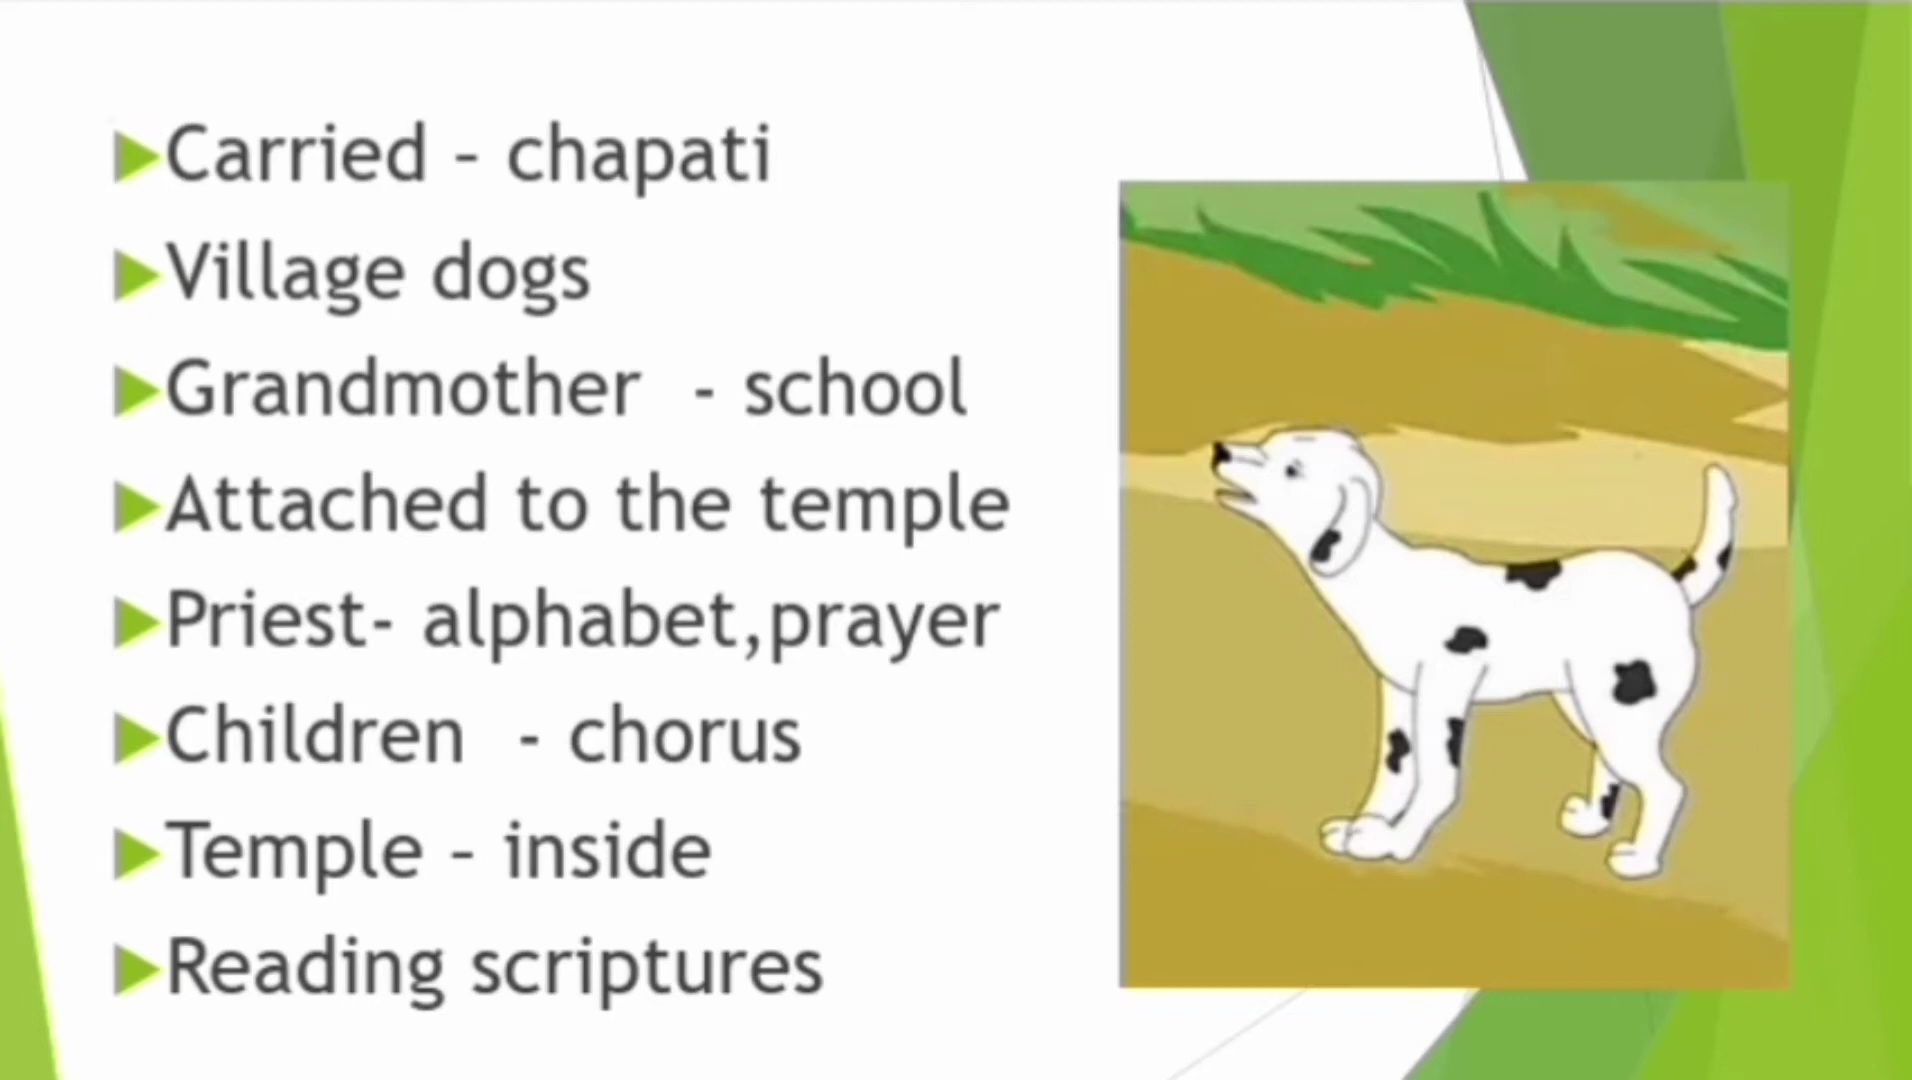 Carried – chapati
Village dogs
Grandmother  - school
Attached to the temple
Priest- alphabet,prayer
Children  - chorus
Temple – inside
Reading scriptures